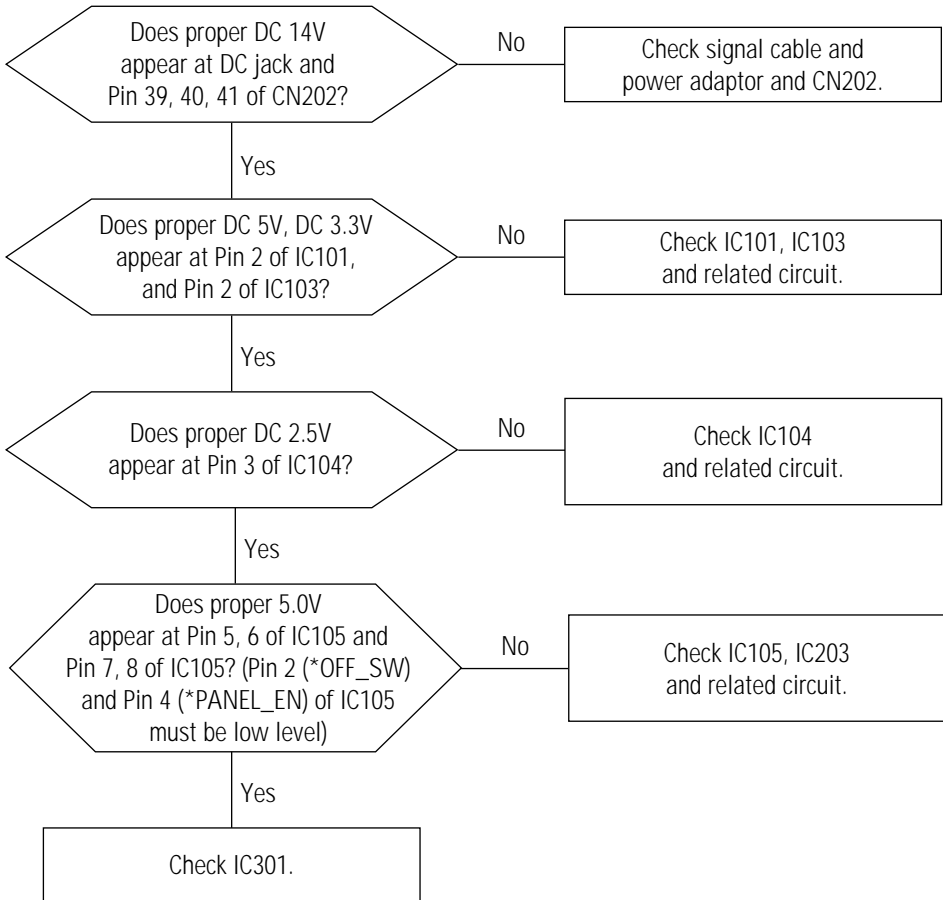 Does proper DC 14V
appear at DC jack and
Pin 39, 40, 41 of CN202?
No
Check signal cable and
power adaptor and CN202.
Yes
Does proper DC 5V, DC 3.3V
appear at Pin 2 of IC101,
and Pin 2 of IC103?
No
Check IC101, IC103
and related circuit.
Yes
Does proper DC 2.5V
appear at Pin 3 of IC104?
No
Check IC104
and related circuit.
Yes
Does proper 5.0V
appear at Pin 5, 6 of IC105 and
Pin 7, 8 of IC105? (Pin 2 (*OFF_SW)
and Pin 4 (*PANEL_EN) of IC105
must be low level)
No
Check IC105, IC203
and related circuit.
Yes
Check IC301.